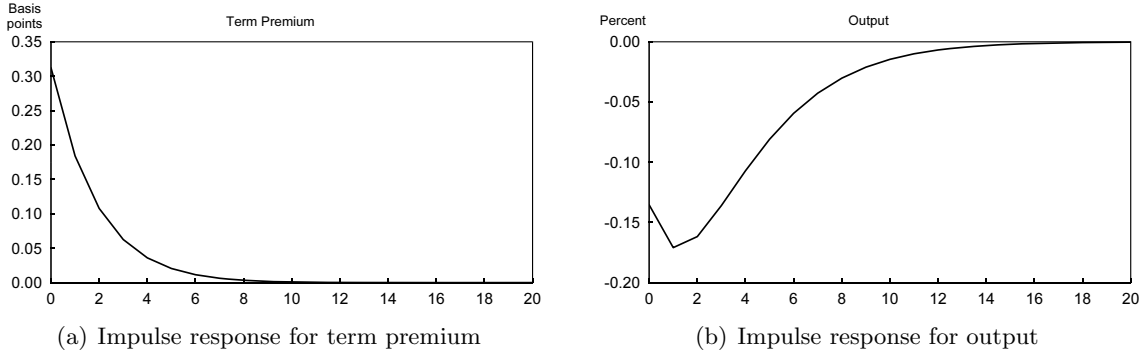 Basis
points
Term Premium
0.35
0.30
0.25
0.20
0.15
0.10
0.05
0.00
0 2 4 6 8 10 12 14 16 18 20
(a) Impulse response for term premium
Percent
Output
0.00
-0.05
-0.10
-0.15
-0.20
0 2 4 6 8 10 12 14 16 18 20
(b) Impulse response for output